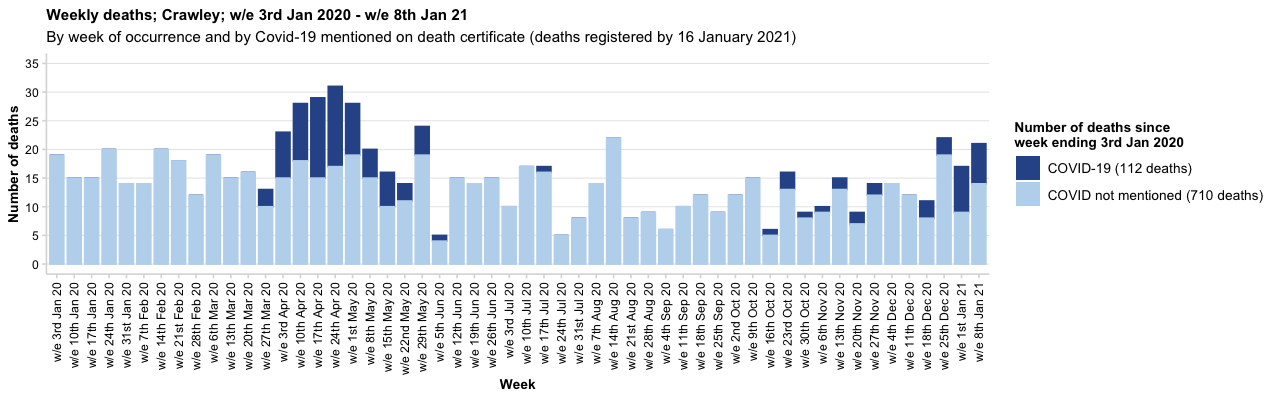 Weekly deaths; Crawley; w/e 3rd Jan 2020 - w/e 8th Jan 21
By week of occurrence and by Covid-19 mentioned on death certificate (deaths registered by 16 January 2021)
35
30
25
20
15
10
5
0
Number of deaths
w/e 3rd Jan 20
w/e 10th Jan 20
w/e 17th Jan 20
w/e 24th Jan 20
w/e 31st Jan 20
w/e 7th Feb 20
w/e 14th Feb 20
w/e 21st Feb 20
w/e 28th Feb 20
w/e 6th Mar 20
w/e 13th Mar 20
w/e 20th Mar 20
w/e 27th Mar 20
w/e 3rd Apr 20
w/e 10th Apr 20
w/e 17th Apr 20
w/e 24th Apr 20
w/e 1st May 20
w/e 8th May 20
w/e 15th May 20
w/e 22nd May 20
w/e 29th May 20
w/e 5th Jun 20
w/e 12th Jun 20
w/e 19th Jun 20
w/e 26th Jun 20
w/e 3rd Jul 20
w/e 10th Jul 20
w/e 17th Jul 20
w/e 24th Jul 20
w/e 31st Jul 20
w/e 7th Aug 20
w/e 14th Aug 20
w/e 21st Aug 20
w/e 28th Aug 20
w/e 4th Sep 20
w/e 11th Sep 20
w/e 18th Sep 20
w/e 25th Sep 20
w/e 2nd Oct 20
w/e 9th Oct 20
w/e 16th Oct 20
w/e 23rd Oct 20
w/e 30th Oct 20
w/e 6th Nov 20
w/e 13th Nov 20
w/e 20th Nov 20
w/e 27th Nov 20
w/e 4th Dec 20
w/e 11th Dec 20
w/e 18th Dec 20
w/e 25th Dec 20
w/e 1st Jan 21
w/e 8th Jan 21
Week
Number of deaths since
week ending 3rd Jan 2020
COVID-19 (112 deaths)
COVID not mentioned (710 deaths)